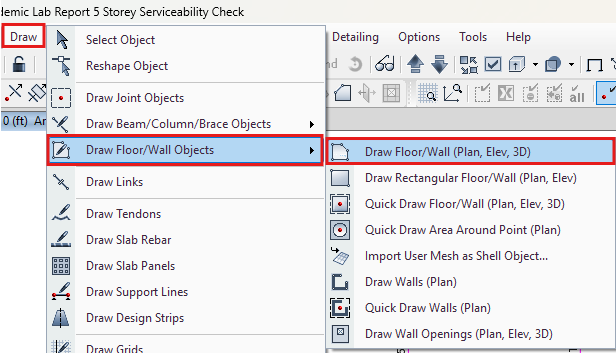 demic Lab Report 5 Storey Serviceability Check
Draw Detailing Options Tools Help
Select Object
Reshape Object
Draw Joint Objects
Draw Beam/Column/Brace Objects
Draw Floor/Wall Objects
Draw Links
Draw Tendons
Draw Slab Rebar
Draw Slab Panels
Draw Support Lines
Draw Design Strips
Draw Grids
nd
all
0 (ft) Ar
Draw Floor/Wall (Plan, Elev, 3D)
Draw Rectangular Floor/Wall (Plan, Elev)
Quick Draw Floor/Wall (Plan, Elev, 3D)
Quick Draw Area Around Point (Plan)
Import User Mesh as Shell Object...
Draw Walls (Plan)
Quick Draw Walls (Plan)
Draw Wall Openings (Plan, Elev, 3D)